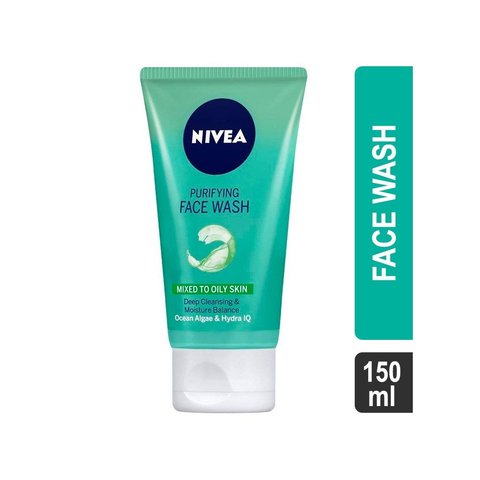 NIVEA
PURIFYING
FACE WASH
MIXED TO OILY SKIN
Deep Cleansing &
Moisture Balance
Ocean Algae & Hydra IQ
FACE WASH
150
ml